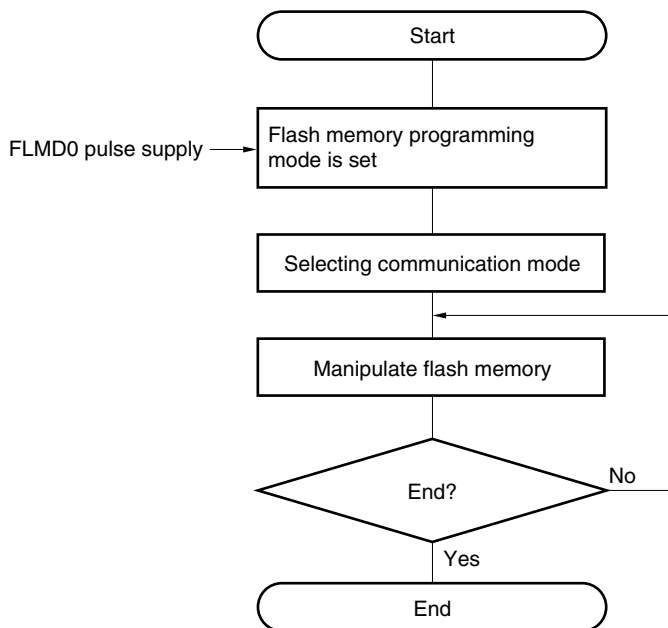 Start
FLMD0 pulse supply
Flash memory programming
mode is set
Selecting communication mode
Manipulate flash memory
End?
No
Yes
End